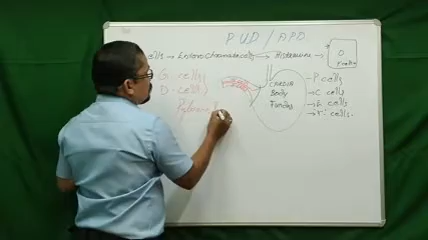 PUD / APD
cells → Enterochromaffin cells → Histamine →
G. cells
D. cells
Cardia
Body
Fundus
P cells
C cells
E cells
cells.